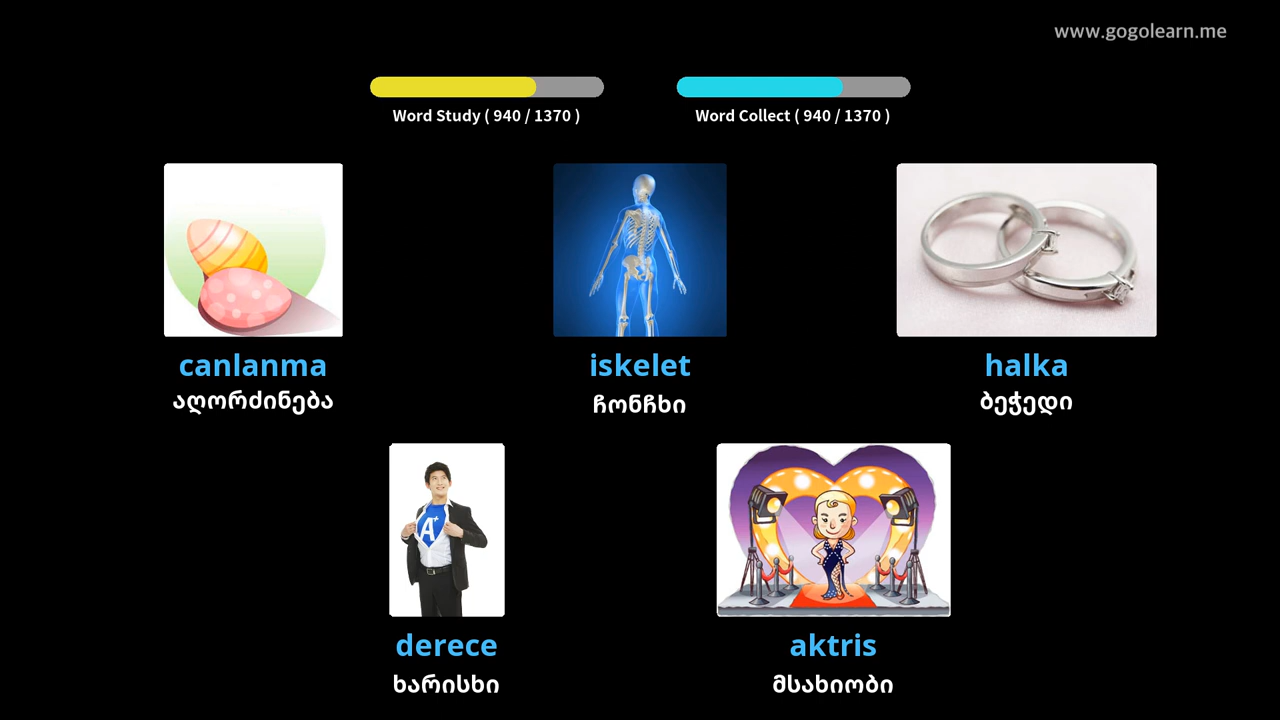 www.gogolearn.me
Word Study ( 940 / 1370 )
Word Collect ( 940 / 1370 )
canlanma
აღორძინება
iskelet
ჩონჩხი
halka
ბეჭედი
A+
derece
ხარისხი
aktris
მსახიობი